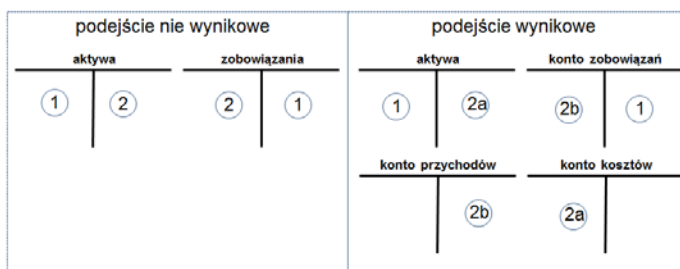 podejście nie wynikowe
aktywa zobowiązania
1 2 2 1
podejście wynikowe
aktywa konto zobowiązań
1 2a 2b 1
konto przychodów konto kosztów
2b 2a